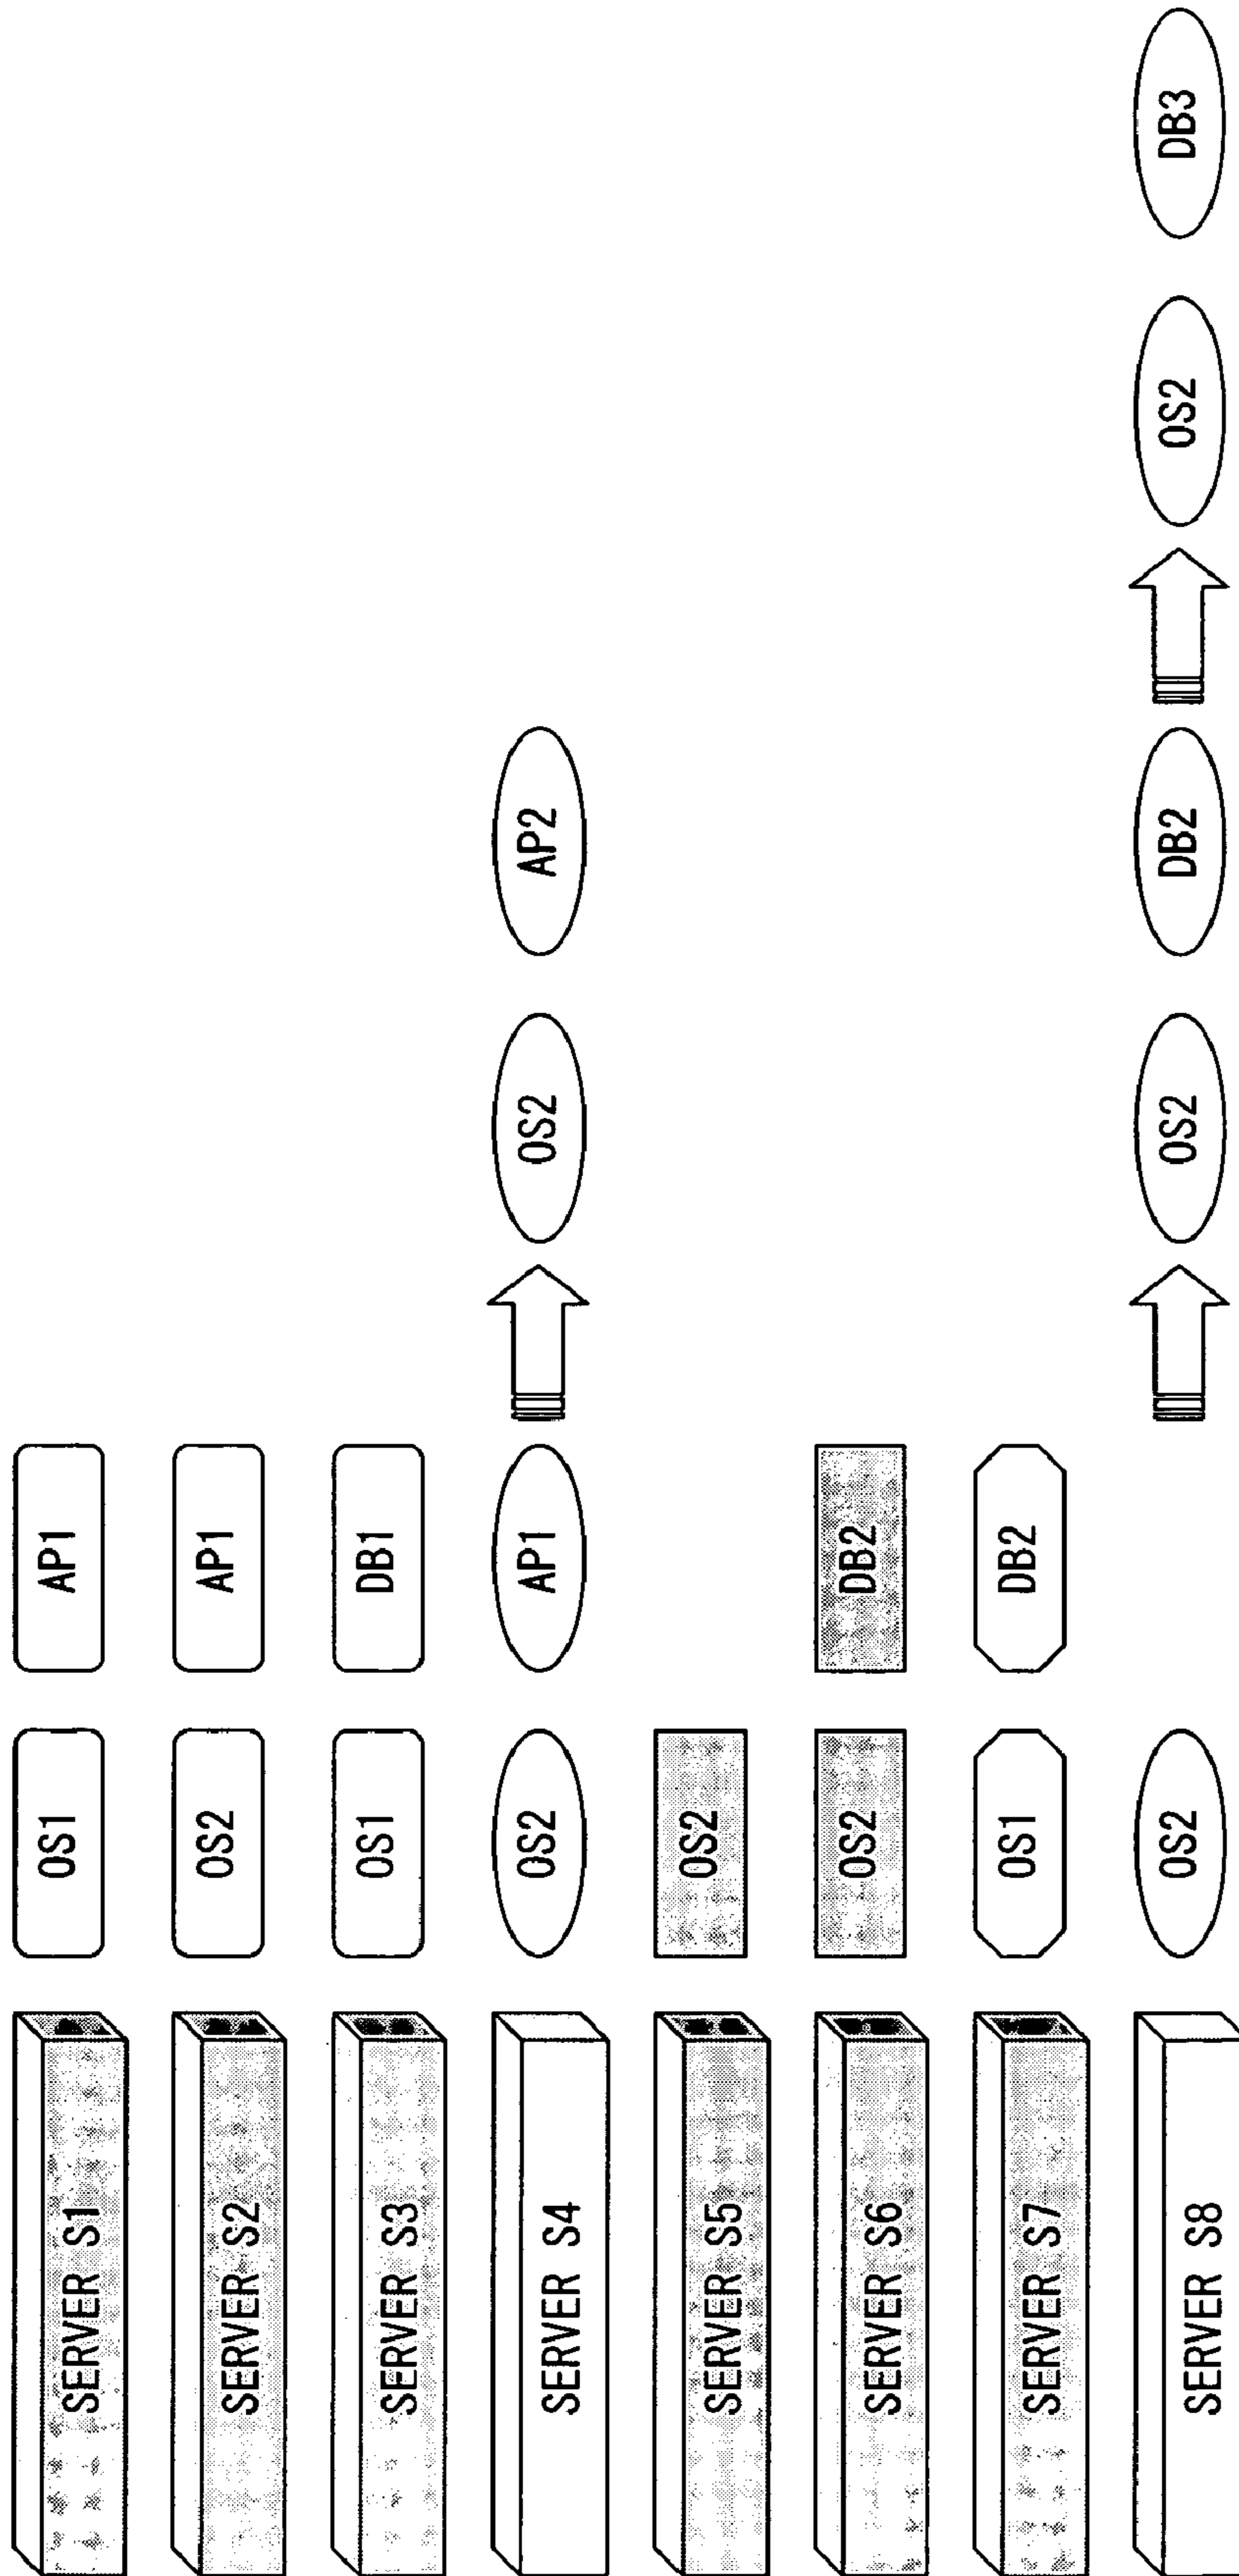 SERVER S1 OS1 AP1
SERVER S2 OS2 AP1
SERVER S3 OS1 DB1
SERVER S4 OS2 AP1 OS2 AP2
SERVER S5 OS2
SERVER S6 OS2 DB2
SERVER S7 OS1 DB2
SERVER S8 OS2 OS2 DB2 OS2 DB3